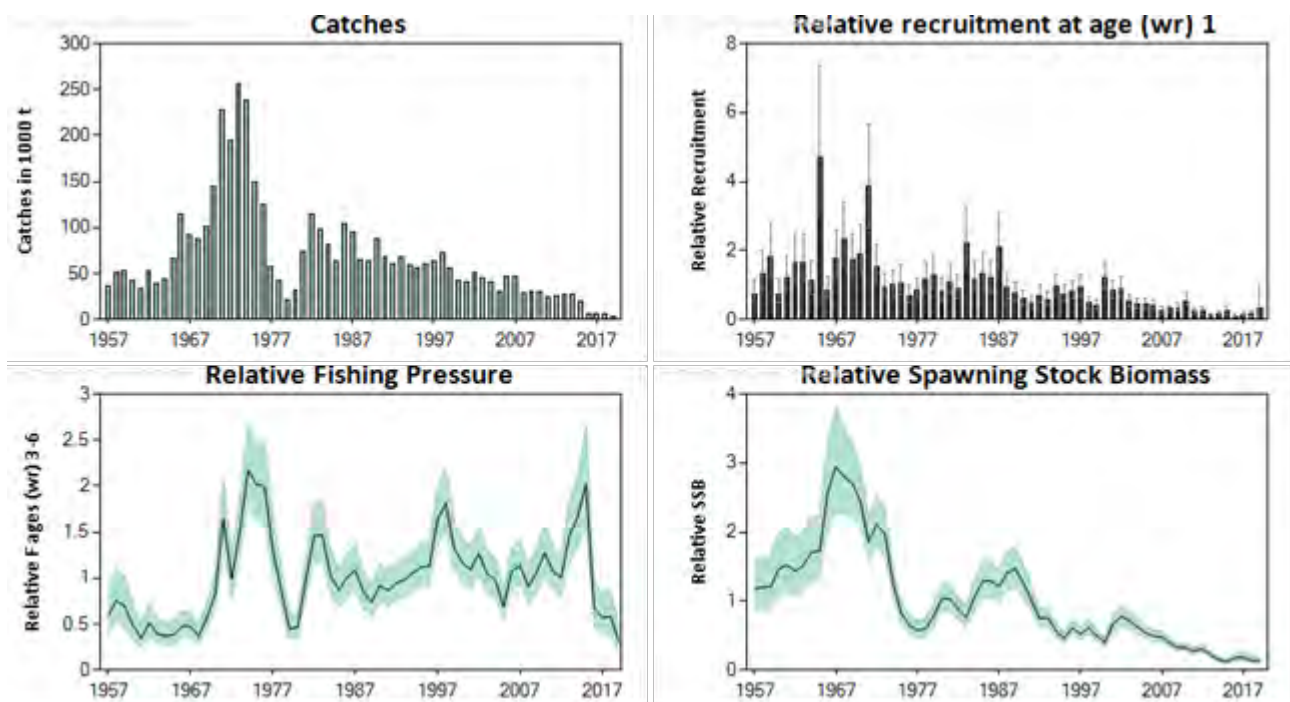 Catches
300
250
200
150
100
50
0
Catches in 1000 t
1957 1967 1977 1987 1997 2007 2017
Relative recruitment at age (wr) 1
8
6
4
2
0
Relative Recruitment
1957 1967 1977 1987 1997 2007 2017
Relative Fishing Pressure
3
2.5
2
1.5
1
0.5
0
Relative F ages (wr) 3-6
1957 1967 1977 1987 1997 2007 2017
Relative Spawning Stock Biomass
4
3
2
1
0
Relative SSB
1957 1967 1977 1987 1997 2007 2017